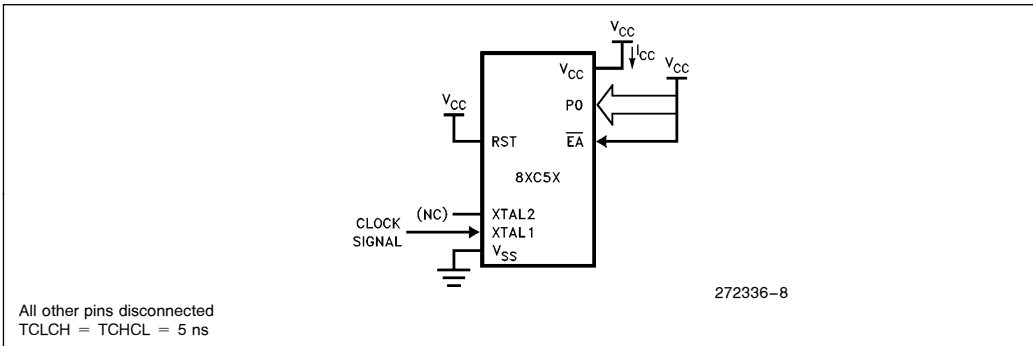 VCC
ICC
VCC
VCC
P0
VCC
RST
EA
8XC5X
(NC)
XTAL2
CLOCK
SIGNAL
XTAL1
VSS
272336–8
All other pins disconnected
TCLCH = TCHCL = 5 ns